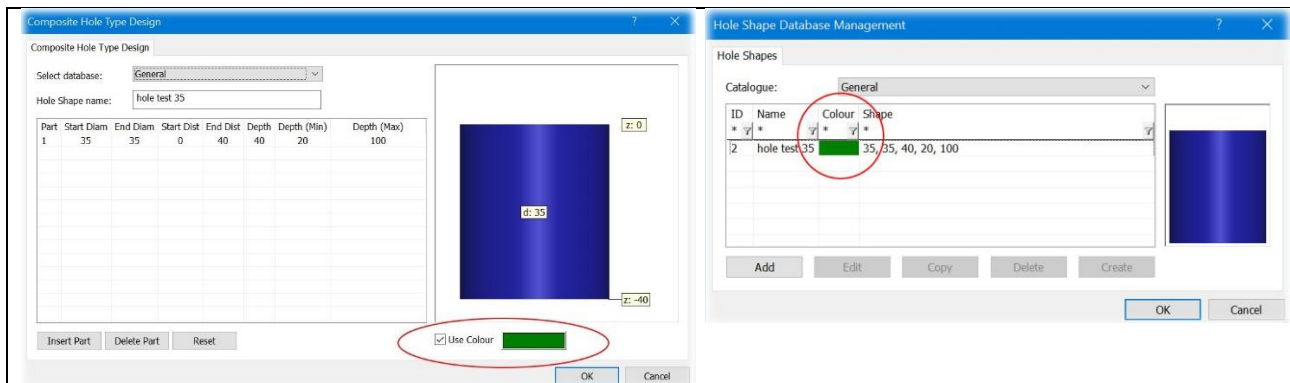 Composite Hole Type Design ? ×
Composite Hole Type Design
Select database: General
Hole Shape name: hole test 35
Part Start Diam End Diam Start Dist End Dist Depth Depth (Min) Depth (Max)
1 35 35 0 40 40 20 100
z: 0
d: 35
z: -40
Insert Part Delete Part Reset
Use Colour
OK Cancel
Hole Shape Database Management ? ×
Hole Shapes
Catalogue: General
ID Name Colour Shape
* * * *
2 hole test 35 35, 35, 40, 20, 100
Add Edit Copy Delete Create
OK Cancel